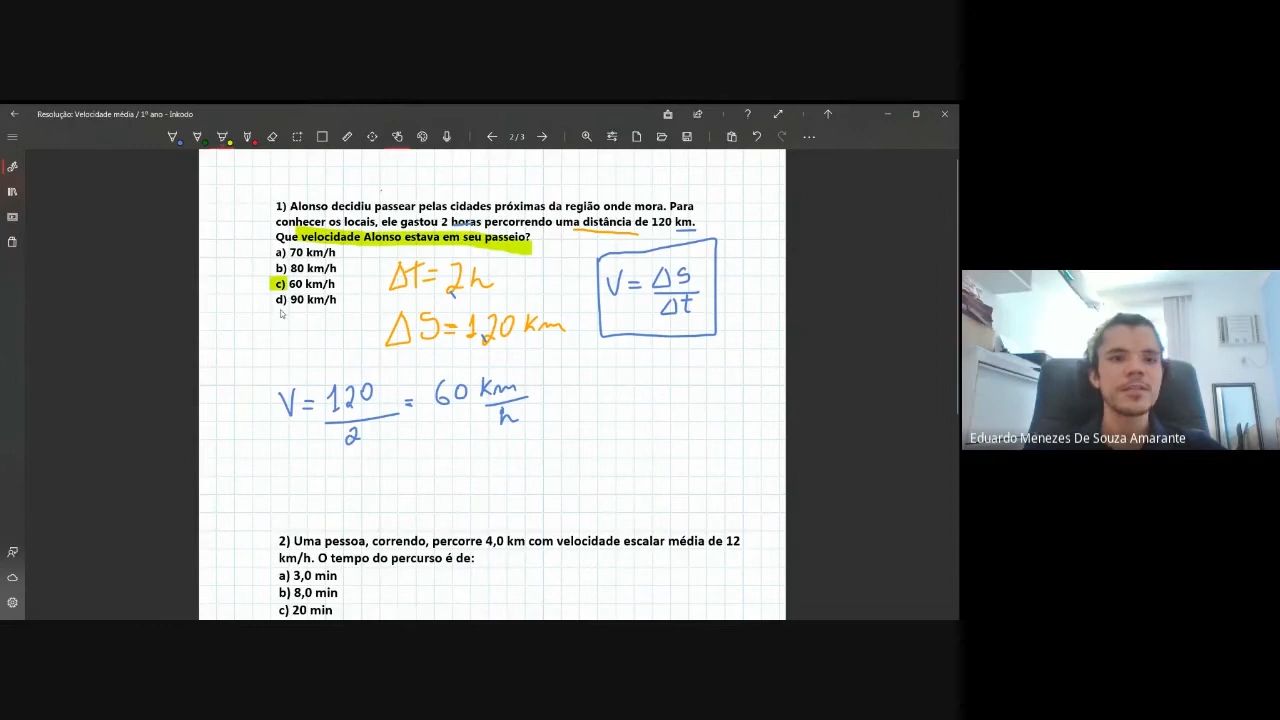 Resolução: Velocidade média / 1º ano - Inkodo
2/3
1) Alonso decidiu passear pelas cidades próximas da região onde mora. Para
conhecer os locais, ele gastou 2 horas percorrendo uma distância de 120 km.
Que velocidade Alonso estava em seu passeio?
a) 70 km/h
b) 80 km/h
c) 60 km/h
d) 90 km/h
Δt = 2h
ΔS = 120 km
V = ΔS
Δt
V = 120 = 60 km
2 h
2) Uma pessoa, correndo, percorre 4,0 km com velocidade escalar média de 12
km/h. O tempo do percurso é de:
a) 3,0 min
b) 8,0 min
c) 20 min
Eduardo Menezes De Souza Amarante